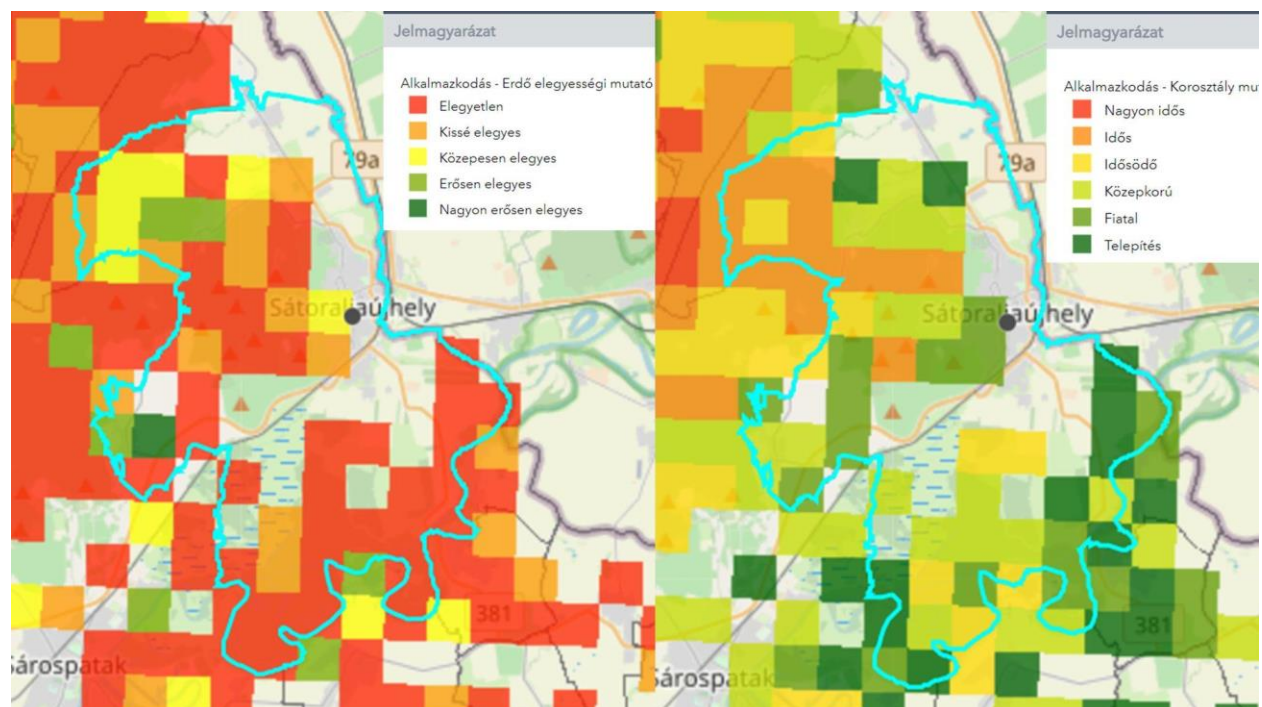 Jelmagyarázat
Alkalmazkodás - Erdő elegyességi mutató
Elegyetlen
Kissé elegyes
Közepesen elegyes
Erősen elegyes
Nagyon erősen elegyes
79a
Sátoraljaújhely
381
Sárospatak
Jelmagyarázat
Alkalmazkodás - Korosztály mu
Nagyon idős
Idős
Idősödő
Középkorú
Fiatal
Telepítés
79a
Sátoraljaújhely
381
Sárospatak